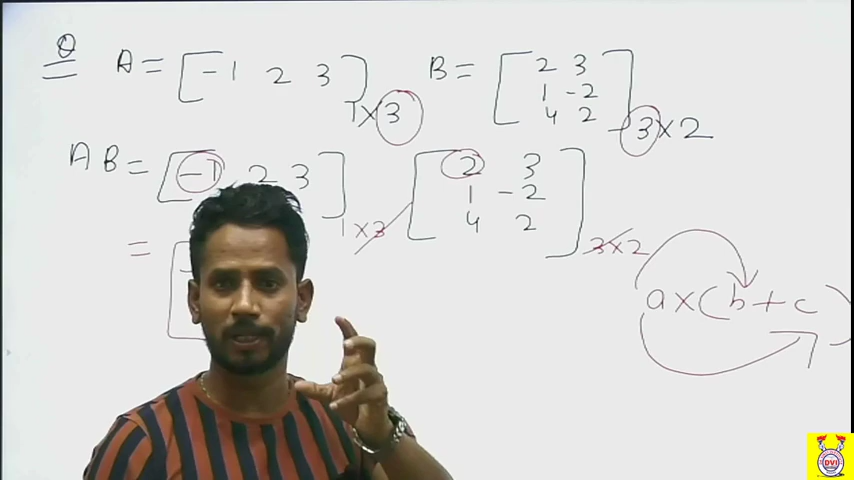 Q A = [ -1 2 3 ] 1×3 B = [ 2 3
1 -2
4 2 ] 3×2
AB = [ -1 2 3 ] 1×3 [ 2 3
1 -2
4 2 ] 3×2
=
a×(b+c)
DVI